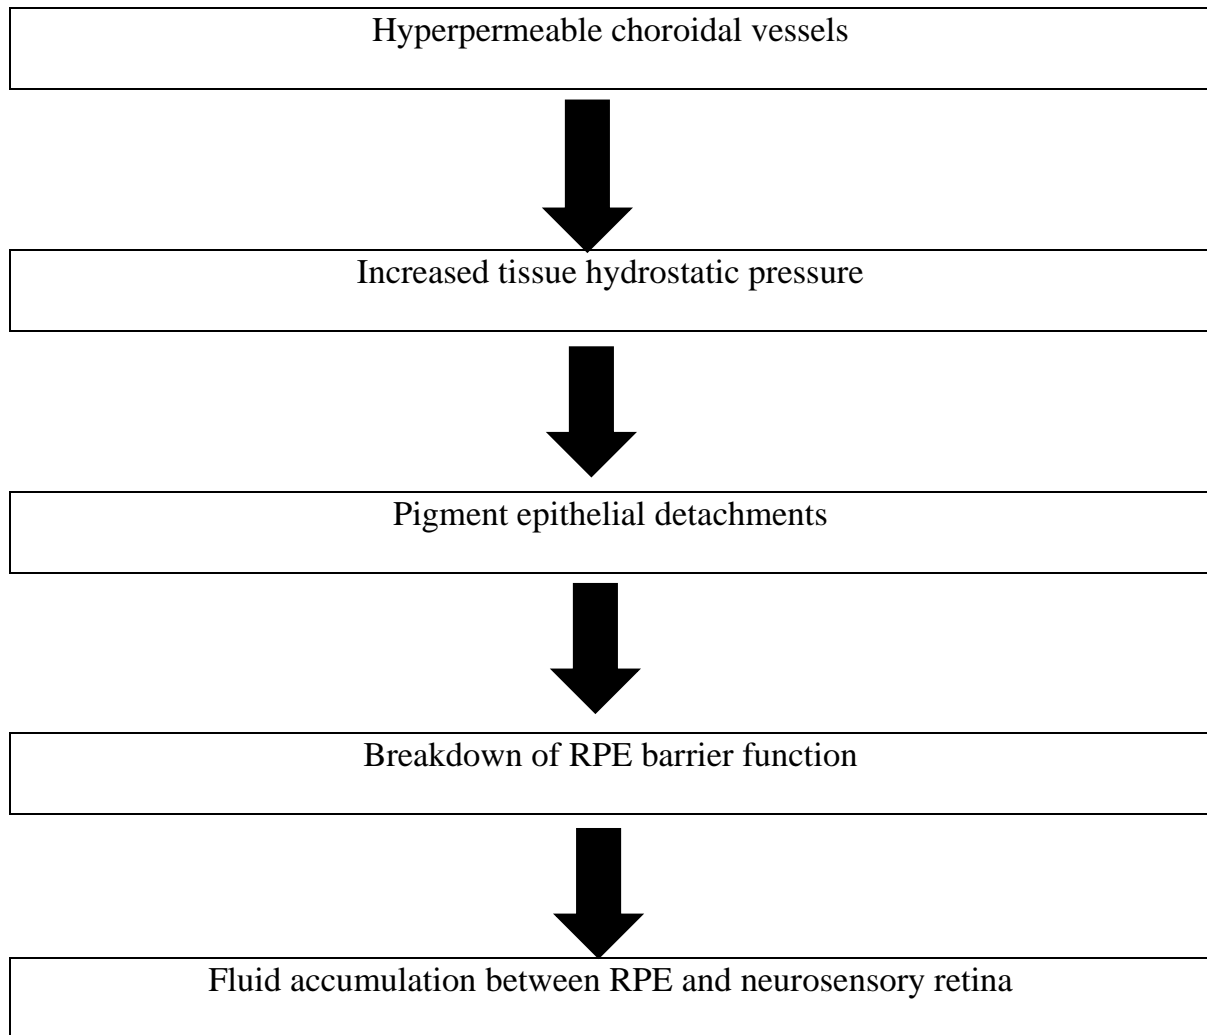 Hyperpermeable choroidal vessels
Increased tissue hydrostatic pressure
Pigment epithelial detachments
Breakdown of RPE barrier function
Fluid accumulation between RPE and neurosensory retina